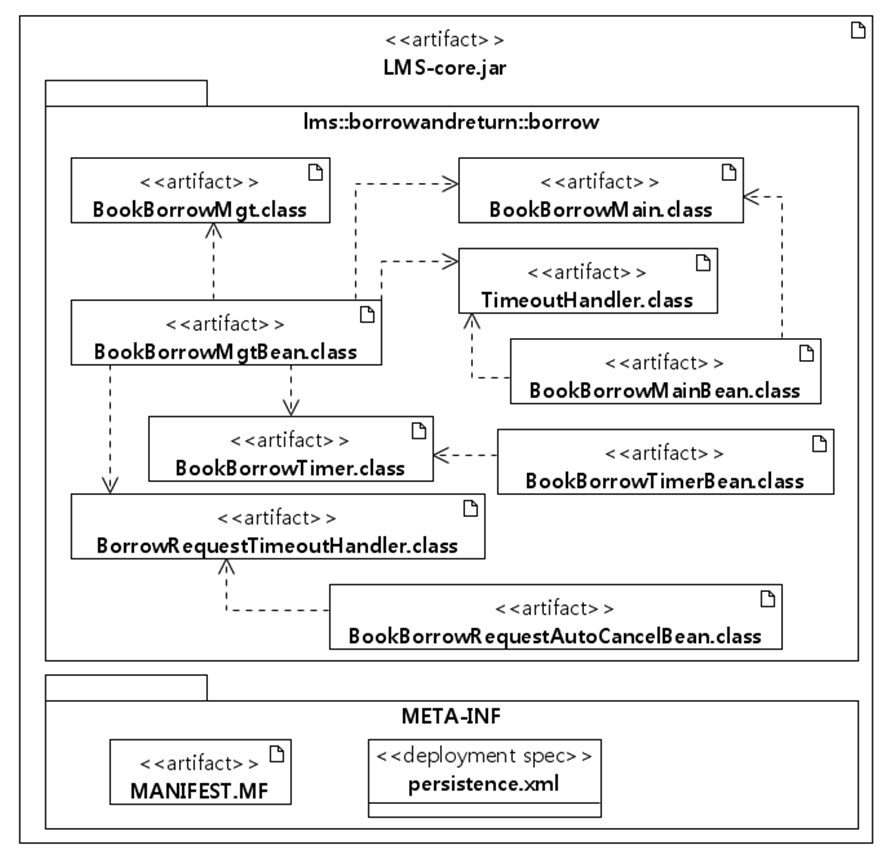 <<artifact>>
LMS-core.jar
lms::borrowandreturn::borrow
<<artifact>>
BookBorrowMgt.class
<<artifact>>
BookBorrowMain.class
<<artifact>>
TimeoutHandler.class
<<artifact>>
BookBorrowMgtBean.class
<<artifact>>
BookBorrowMainBean.class
<<artifact>>
BookBorrowTimer.class
<<artifact>>
BookBorrowTimerBean.class
<<artifact>>
BorrowRequestTimeoutHandler.class
<<artifact>>
BookBorrowRequestAutoCancelBean.class
META-INF
<<artifact>>
MANIFEST.MF
<<deployment spec>>
persistence.xml